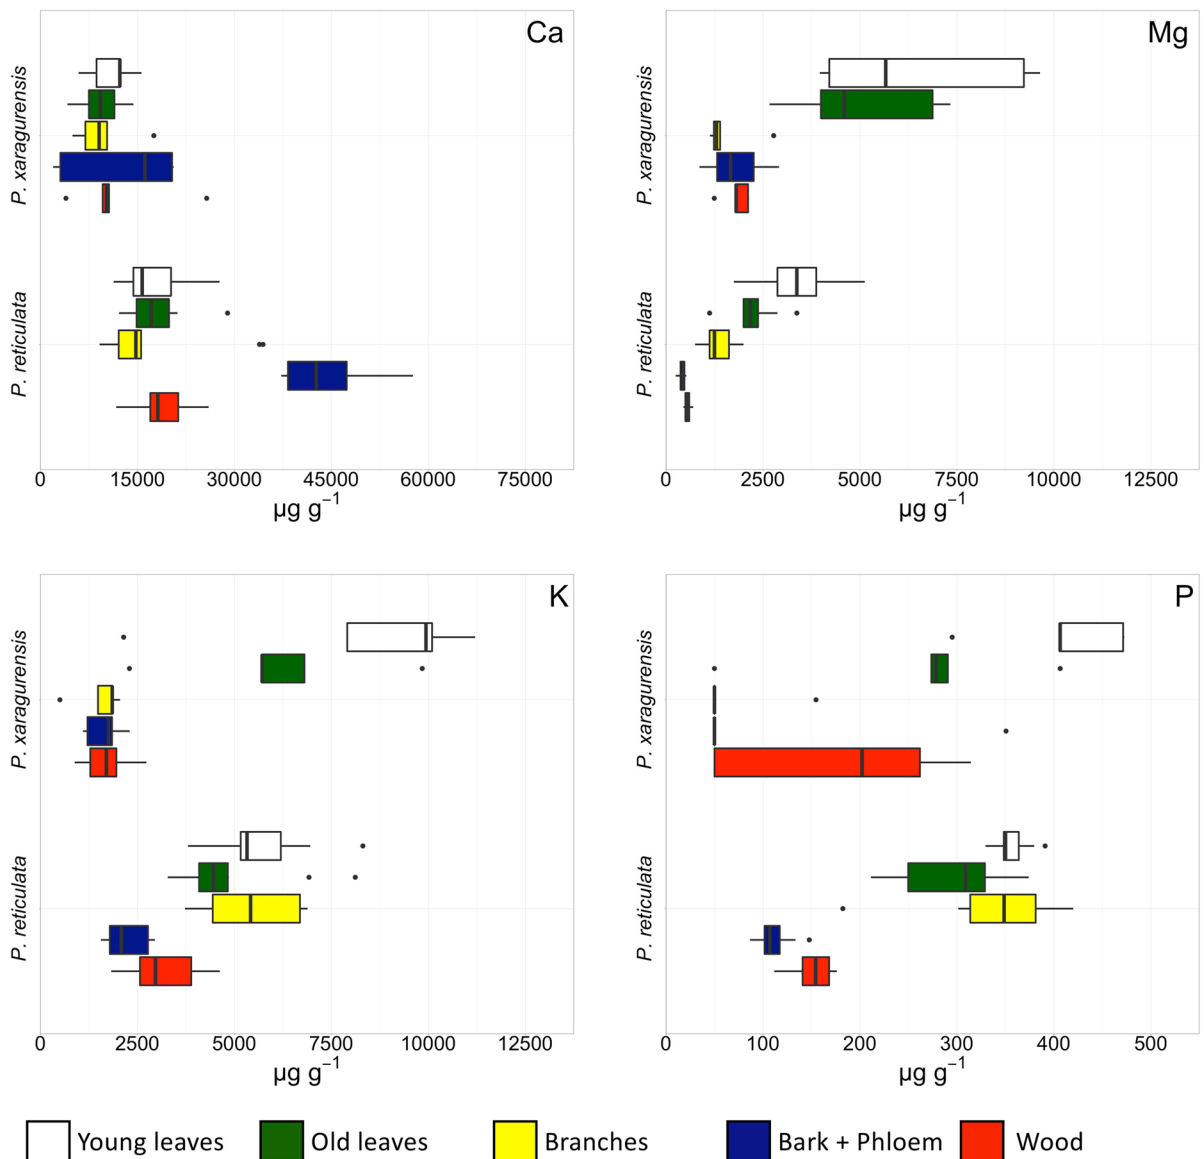 Ca
P. xaragurensis
P. reticulata
0 15000 30000 45000 60000 75000
µg g⁻¹
Mg
P. xaragurensis
P. reticulata
0 2500 5000 7500 10000 12500
µg g⁻¹
K
P. xaragurensis
P. reticulata
0 2500 5000 7500 10000 12500
µg g⁻¹
P
P. xaragurensis
P. reticulata
0 100 200 300 400 500
µg g⁻¹
Young leaves Old leaves Branches Bark + Phloem Wood